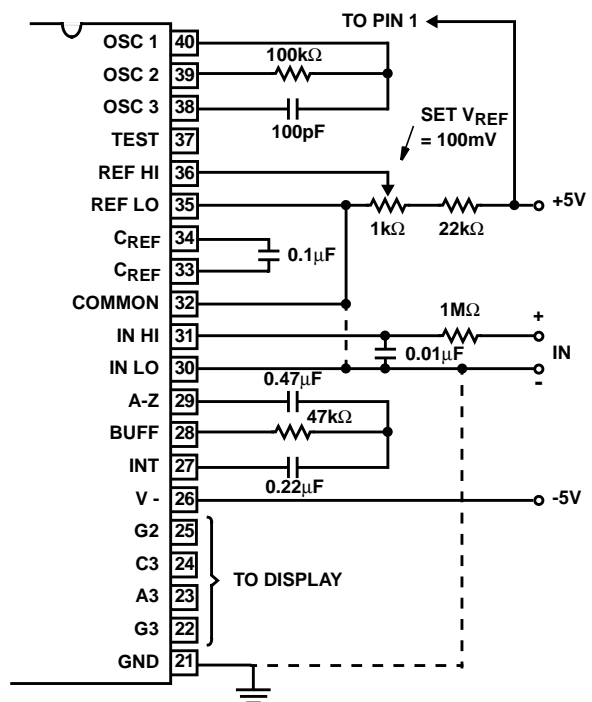 TO PIN 1
OSC 1 40
100kΩ
OSC 2 39
OSC 3 38
100pF
SET VREF
= 100mV
TEST 37
REF HI 36
REF LO 35
+5V
1kΩ 22kΩ
CREF 34
0.1µF
CREF 33
COMMON 32
1MΩ
+
IN HI 31
0.01µF
IN
IN LO 30
-
0.47µF
A-Z 29
47kΩ
BUFF 28
INT 27
0.22µF
V - 26
-5V
G2 25
C3 24
TO DISPLAY
A3 23
G3 22
GND 21